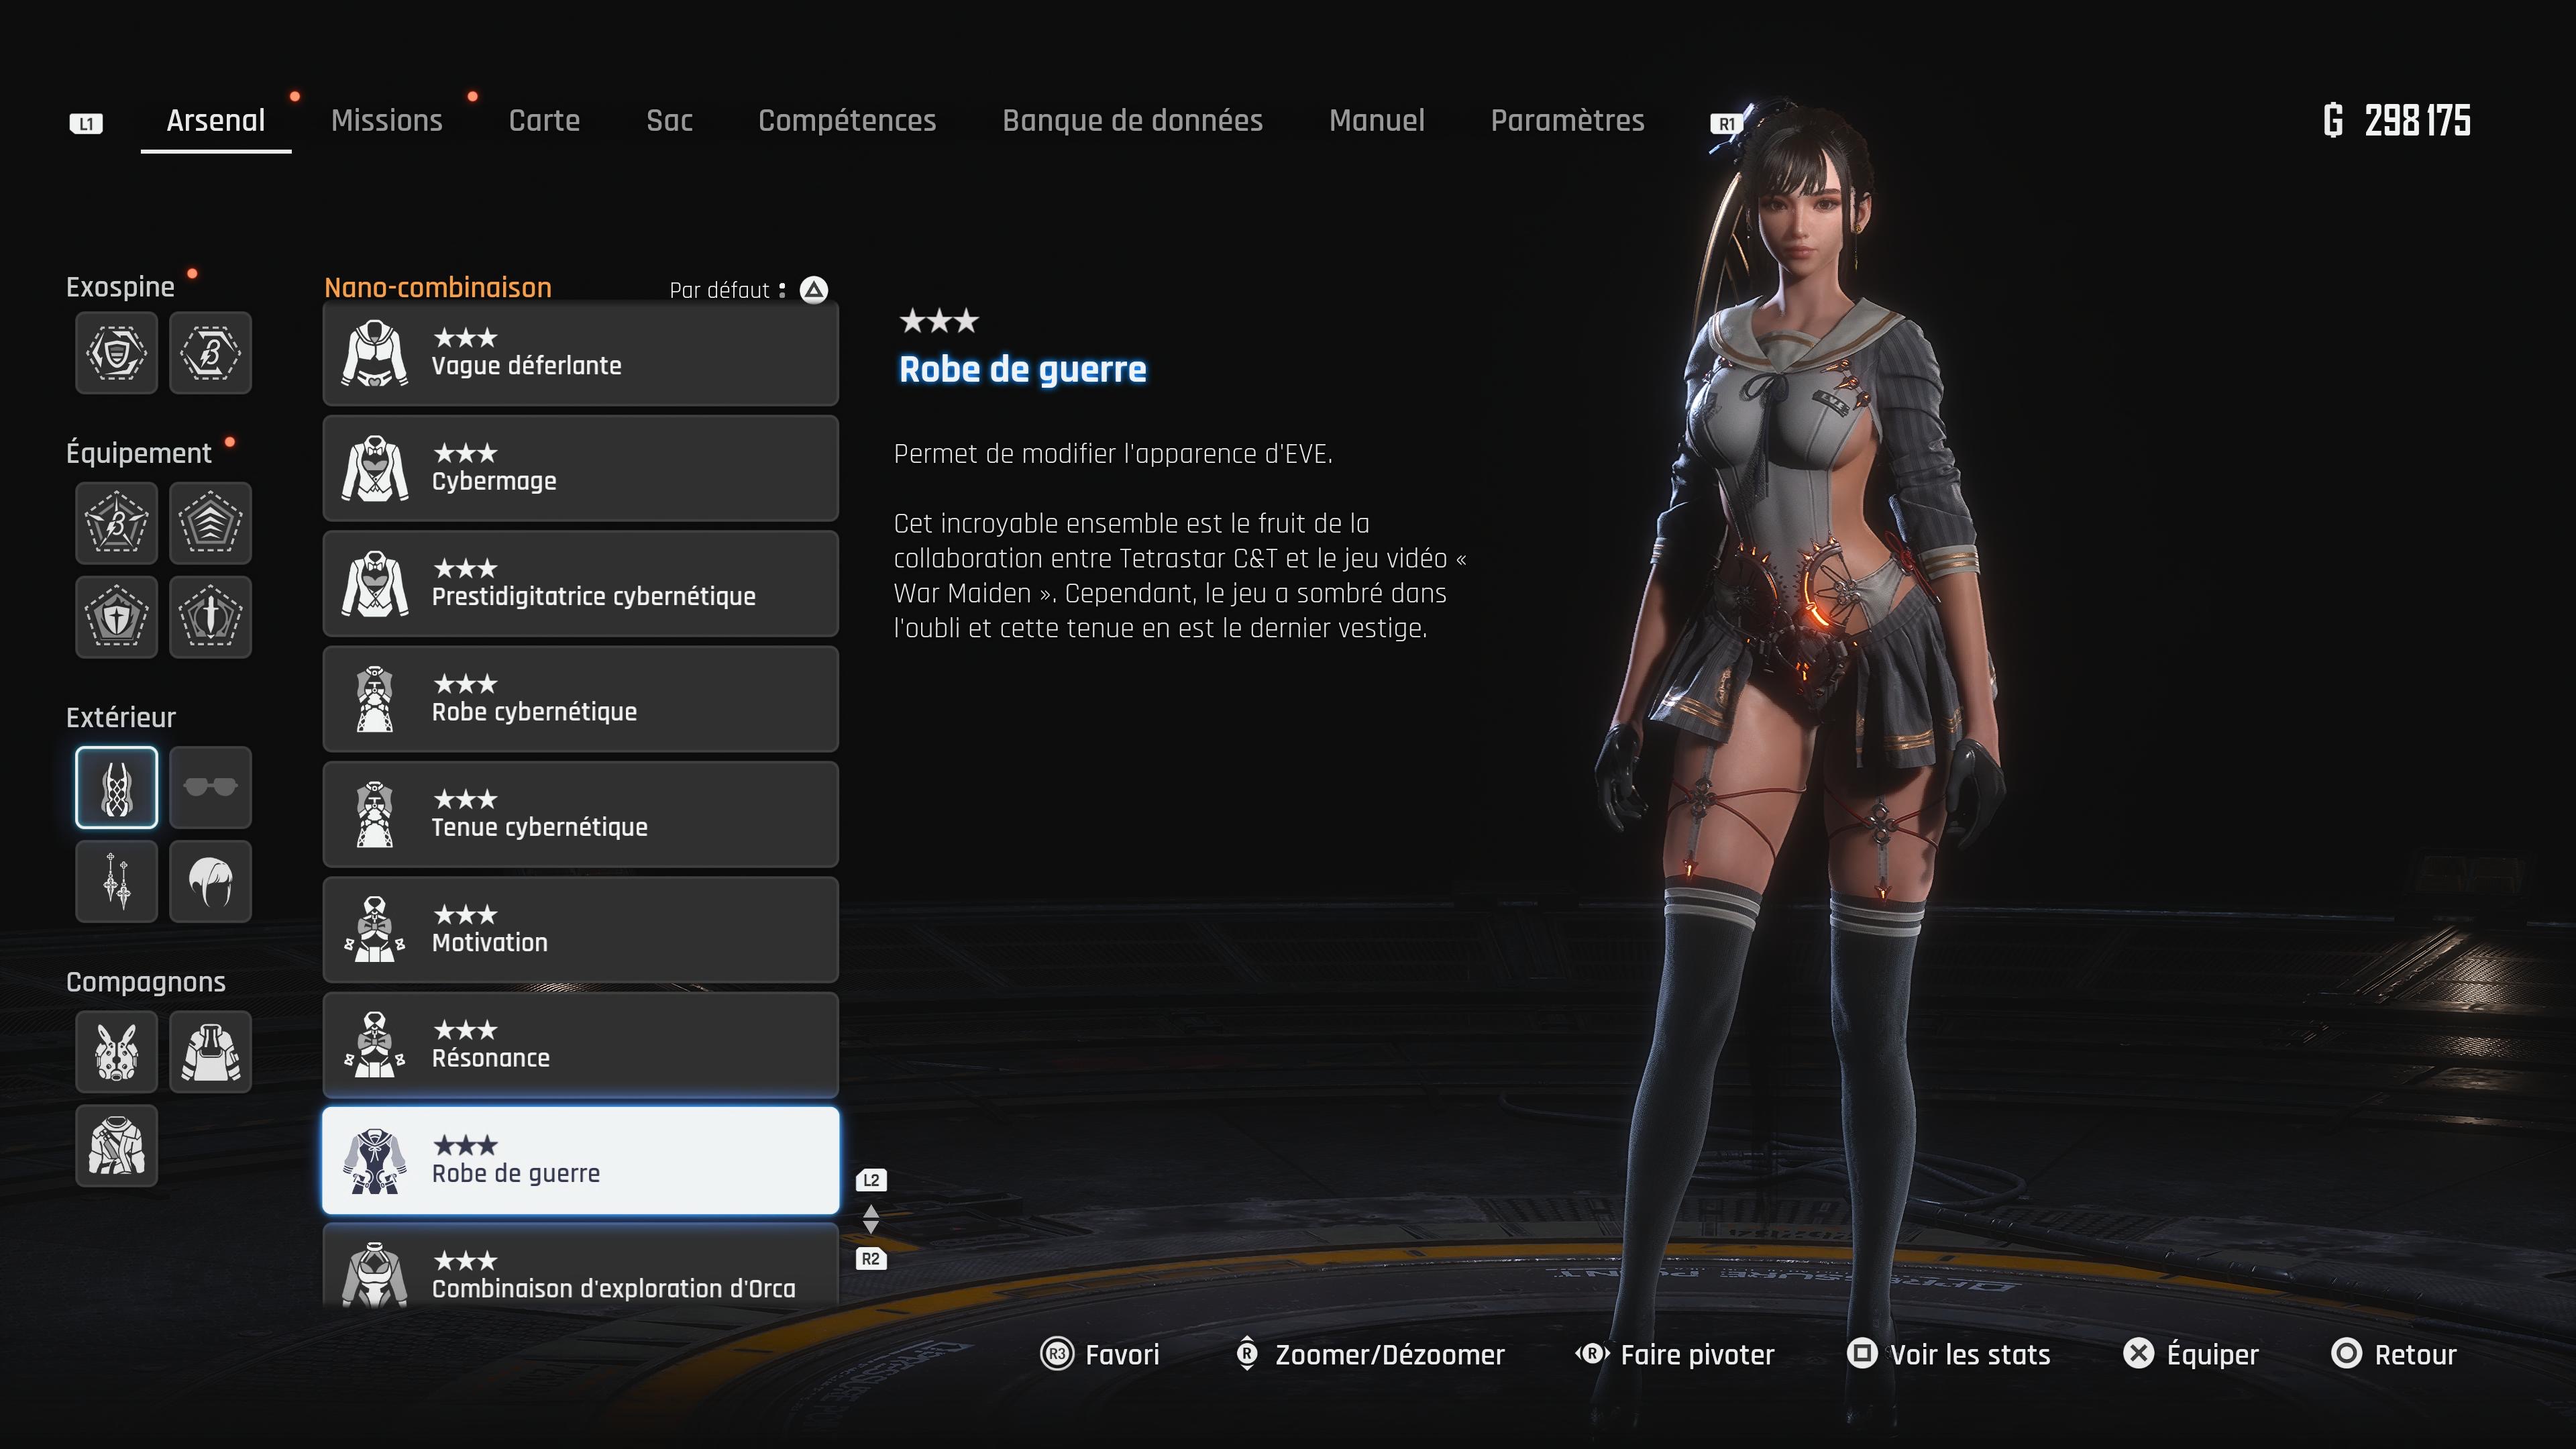 L1 Arsenal Missions Carte Sac Compétences Banque de données Manuel Paramètres R1 G 298 175
Exospine
Équipement
Extérieur
Compagnons
Nano-combinaison Par défaut :
Vague déferlante
Cybermage
Prestidigitatrice cybernétique
Robe cybernétique
Tenue cybernétique
Motivation
Résonance
Robe de guerre
Combinaison d'exploration d'Orca
L2
R2
Robe de guerre
Permet de modifier l'apparence d'EVE.
Cet incroyable ensemble est le fruit de la
collaboration entre Tetrastar C&T et le jeu vidéo «
War Maiden ». Cependant, le jeu a sombré dans
l'oubli et cette tenue en est le dernier vestige.
R3 Favori R Zoomer/Dézoomer R Faire pivoter Voir les stats Équiper Retour